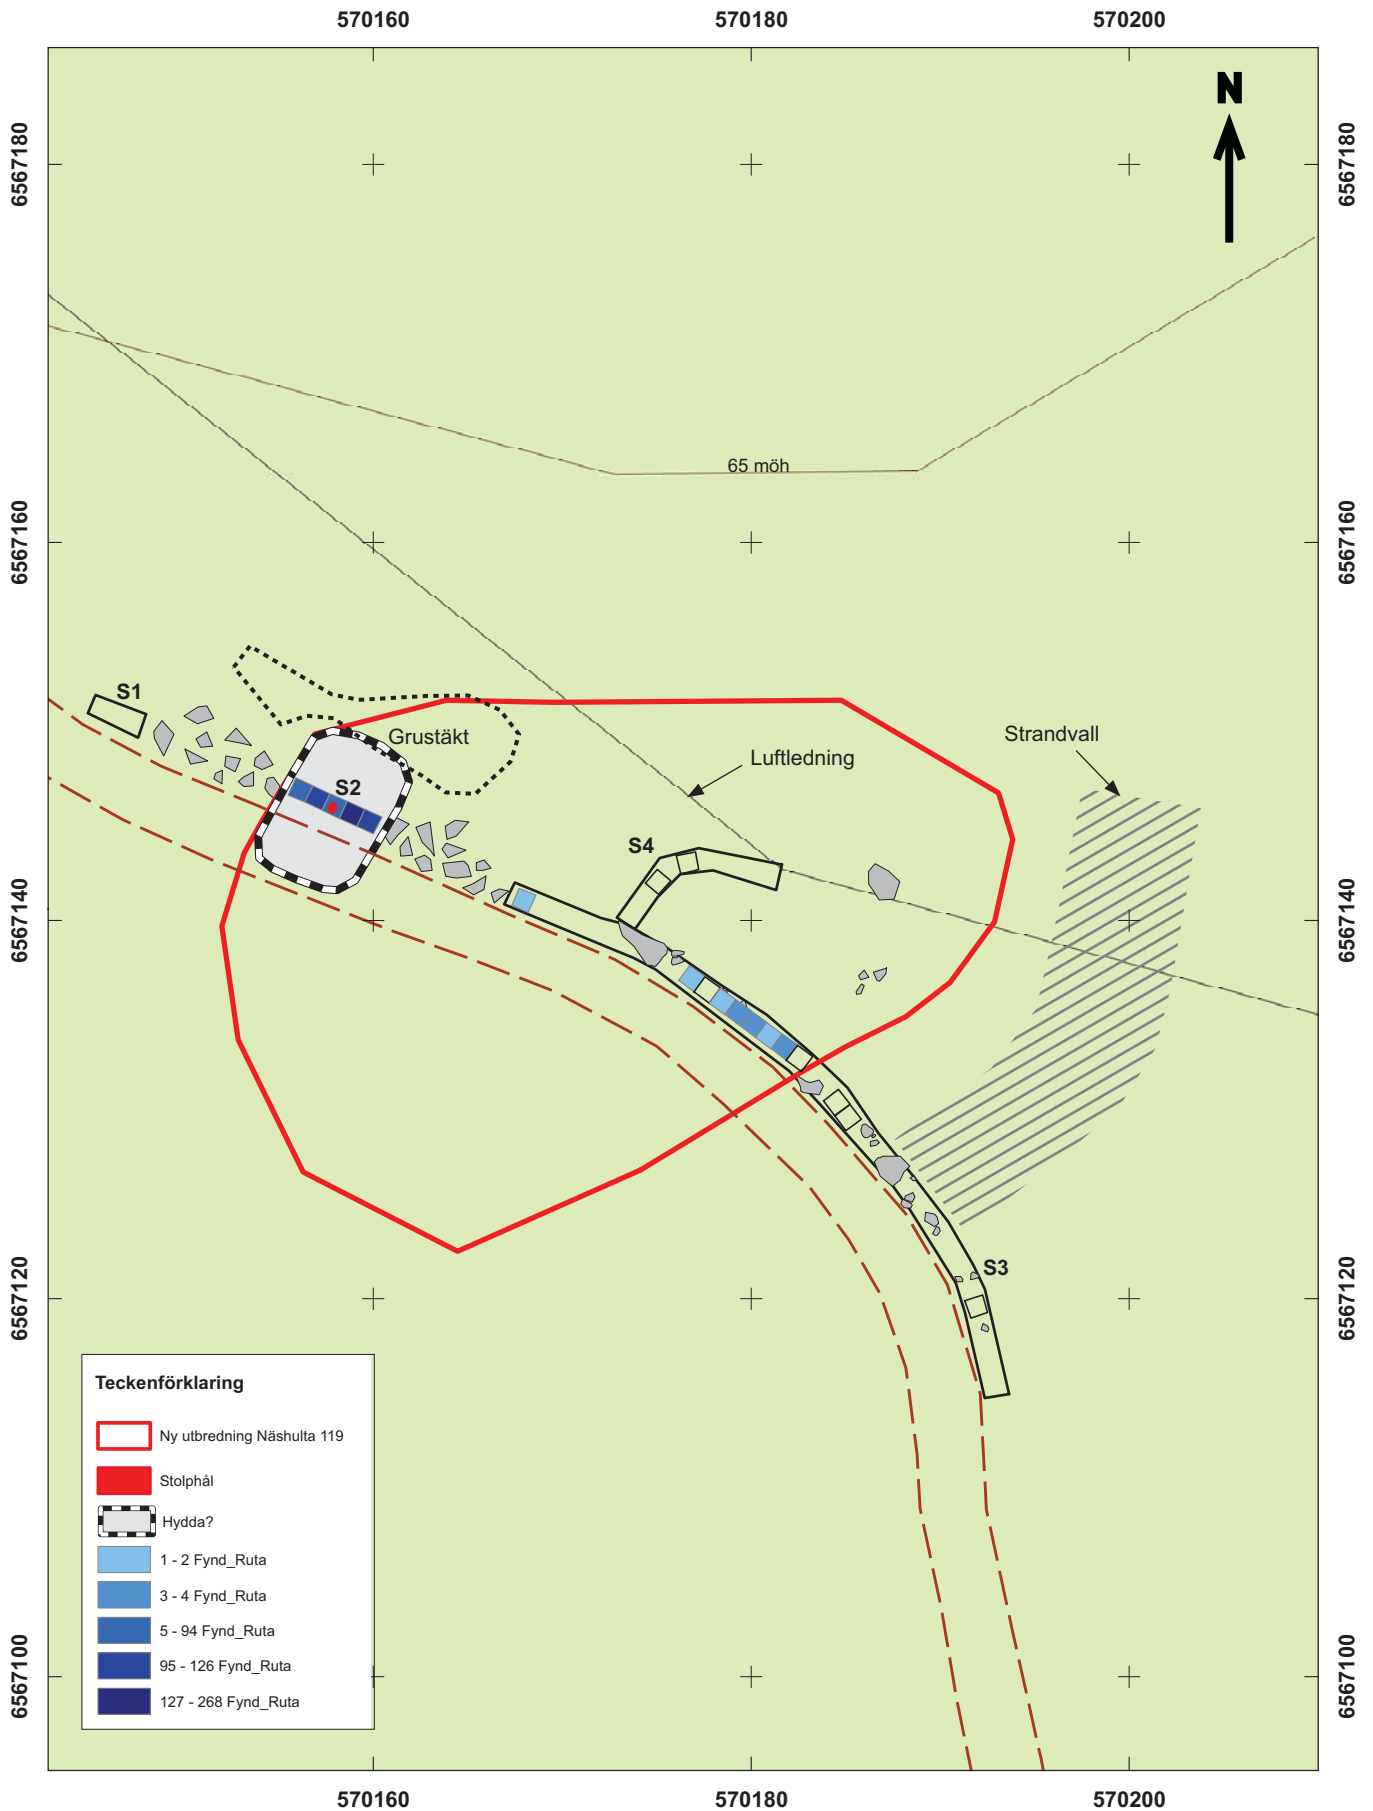 570160
570180
570200
N
6567180
6567180
65 möh
6567160
6567160
S1
Grustäkt
Strandvall
Luftledning
S2
S4
6567140
6567140
S3
6567120
6567120
Teckenförklaring
Ny utbredning Näshulta 119
Stolphål
Hydda?
1 - 2 Fynd_Ruta
3 - 4 Fynd_Ruta
5 - 94 Fynd_Ruta
95 - 126 Fynd_Ruta
127 - 268 Fynd_Ruta
6567100
6567100
570160
570180
570200